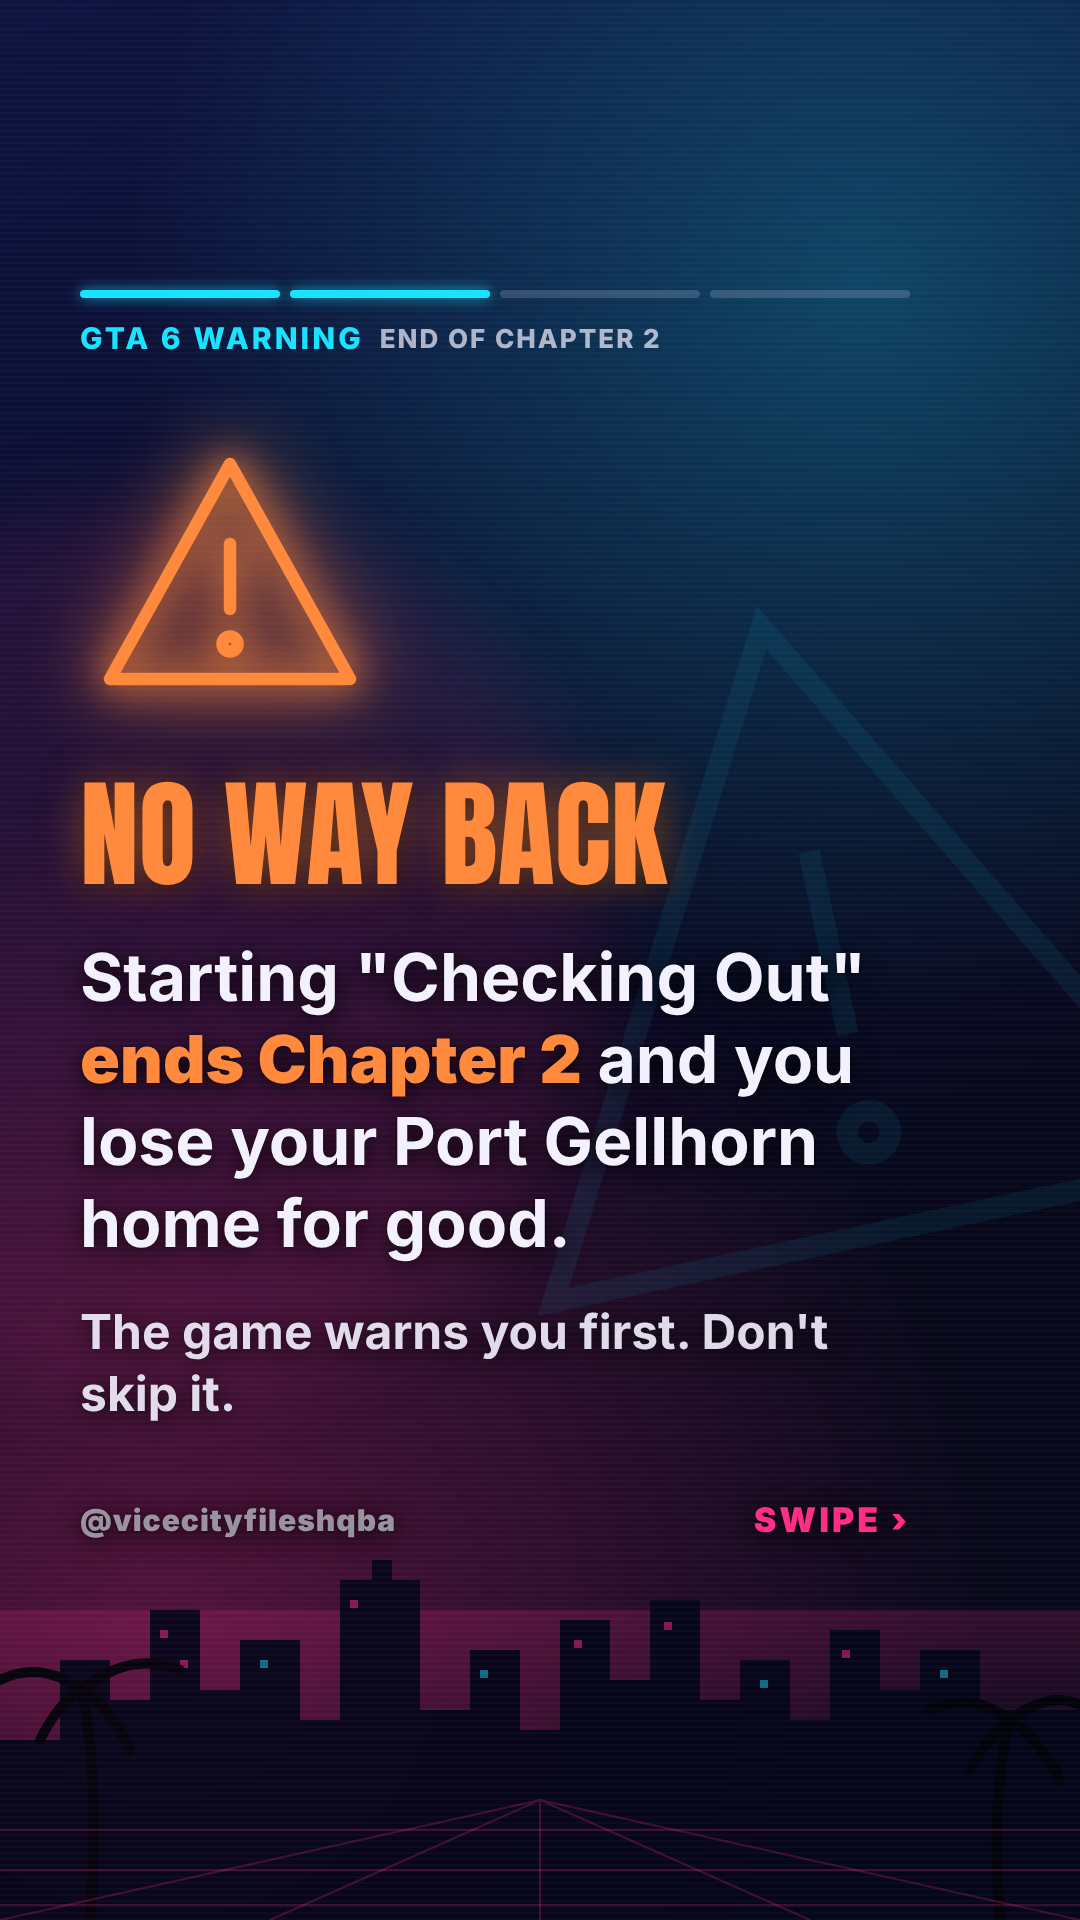 GTA 6 WARNING END OF CHAPTER 2
NO WAY BACK
Starting "Checking Out"
ends Chapter 2 and you
lose your Port Gellhorn
home for good.
The game warns you first. Don't
skip it.
@vicecityfileshqba SWIPE ›